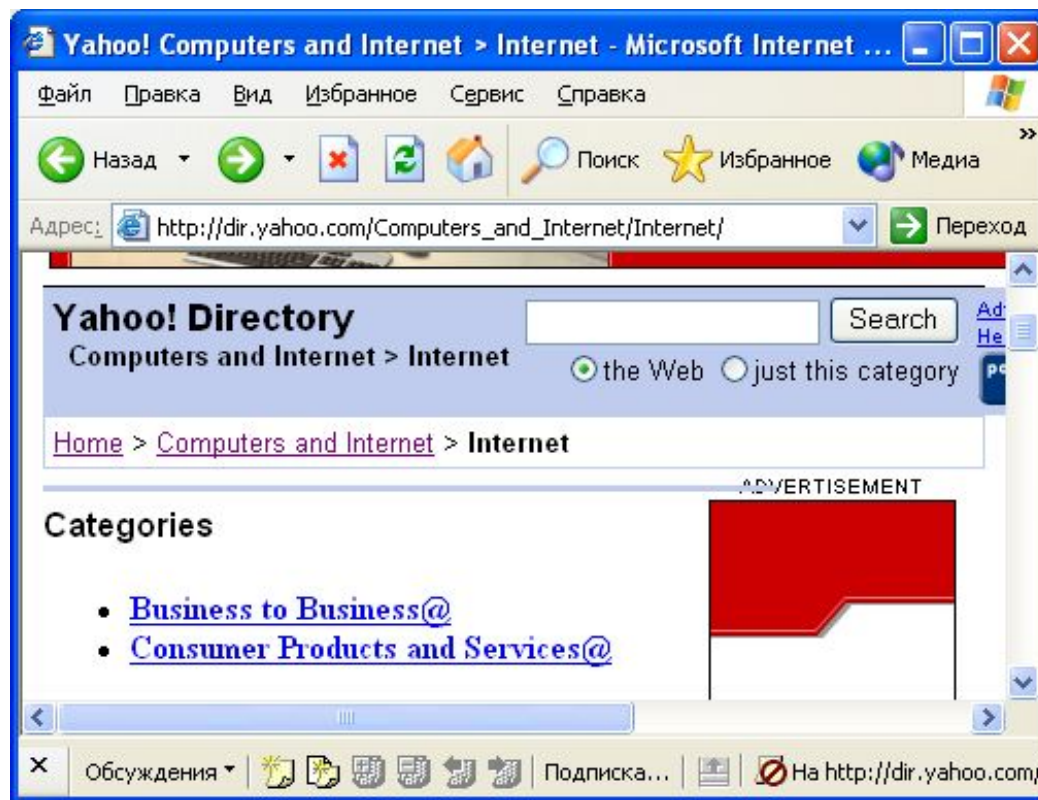 Yahoo! Computers and Internet > Internet - Microsoft Internet ...
Файл Правка Вид Избранное Сервис Справка
Назад Поиск Избранное Медиа »
Адрес: http://dir.yahoo.com/Computers_and_Internet/Internet/ Переход
Yahoo! Directory Search
Computers and Internet > Internet
the Web just this category
Home > Computers and Internet > Internet
ADVERTISEMENT
Categories
• Business to Business@
• Consumer Products and Services@
Обсуждения Подписка... На http://dir.yahoo.com/